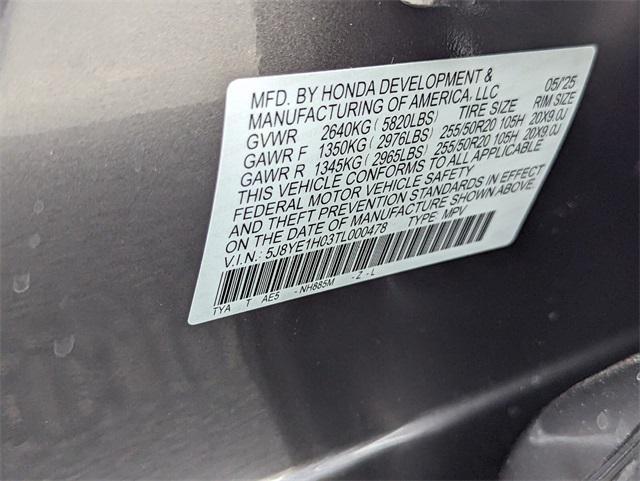 MFD. BY HONDA DEVELOPMENT & 05/'25
MANUFACTURING OF AMERICA, LLC
GVWR 2640KG ( 5820LBS) TIRE SIZE RIM SIZE
GAWR F 1350KG ( 2976LBS) 255/50R20 105H 20X9.0J
GAWR R 1345KG ( 2965LBS) 255/50R20 105H 20X9.0J
THIS VEHICLE CONFORMS TO ALL APPLICABLE
FEDERAL MOTOR VEHICLE SAFETY
AND THEFT PREVENTION STANDARDS IN EFFECT
ON THE DATE OF MANUFACTURE SHOWN ABOVE.
V.I.N.: 5J8YE1H03TL000478 TYPE: MPV
TYA T AE5 - NH885M - Z - L